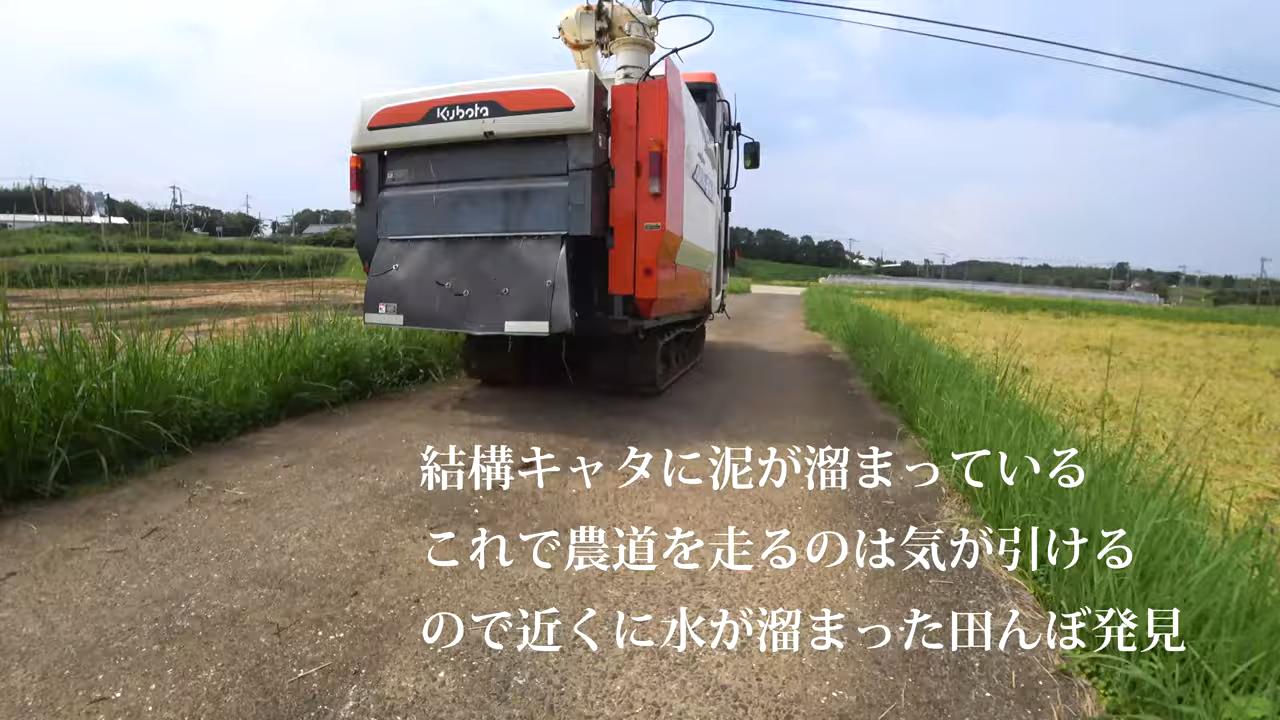 Kubota
結構キャタに泥が溜まっている
これで農道を走るのは気が引ける
ので近くに水が溜まった田んぼ発見